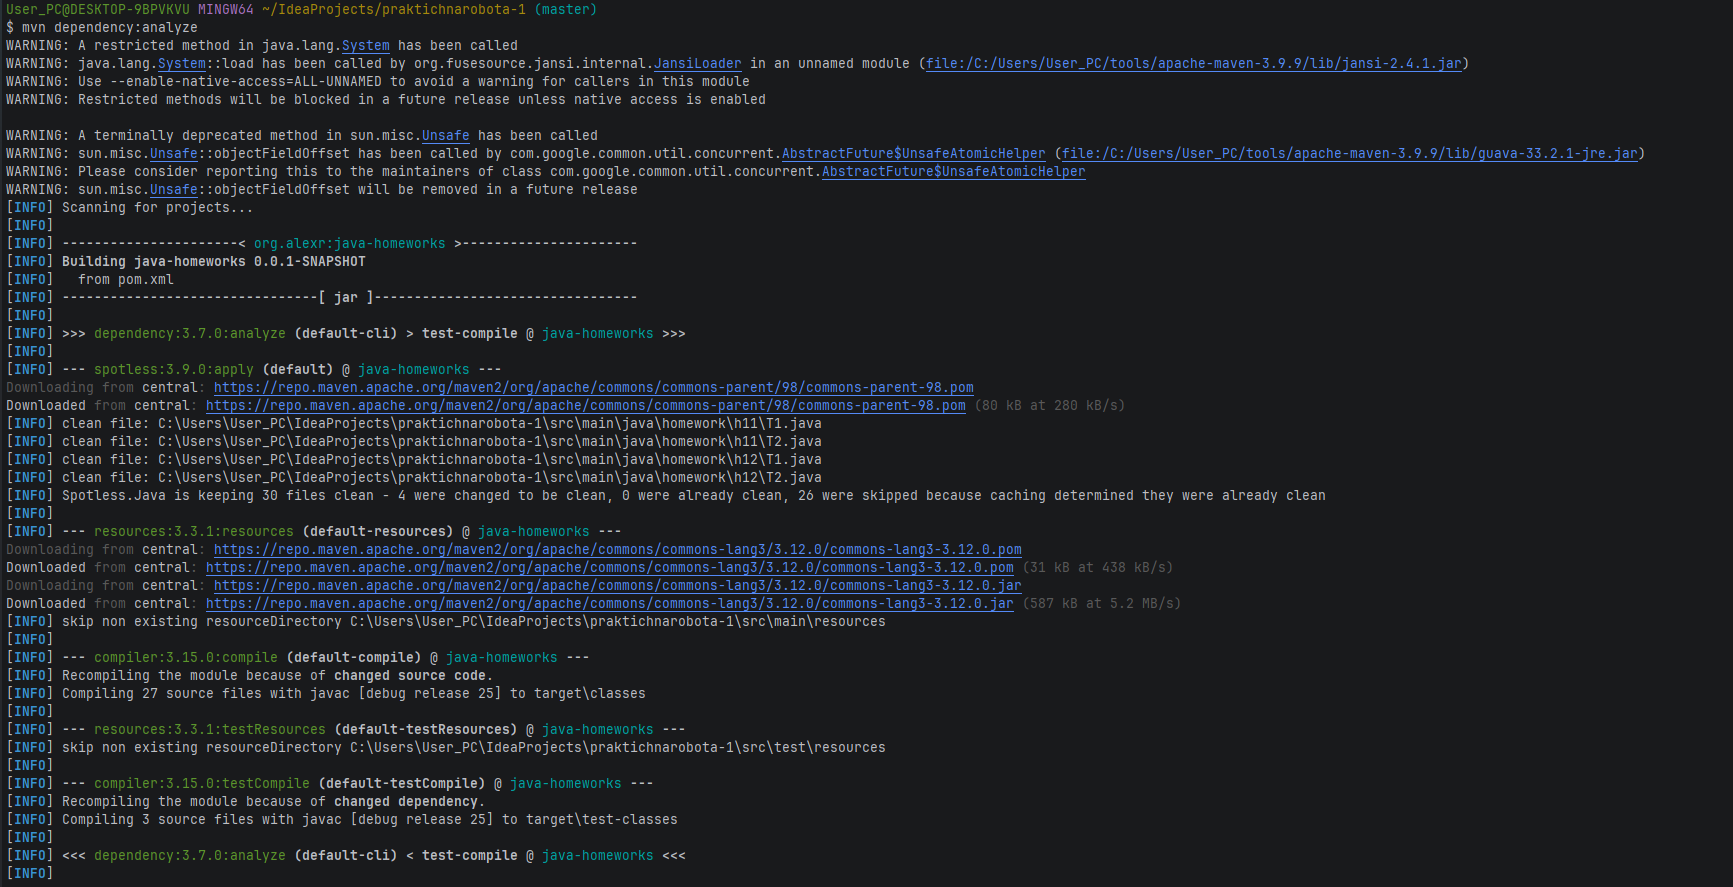 User_PC@DESKTOP-9BPVKVU MINGW64 ~/IdeaProjects/praktichnarobota-1 (master)
$ mvn dependency:analyze
WARNING: A restricted method in java.lang.System has been called
WARNING: java.lang.System::load has been called by org.fusesource.jansi.internal.JansiLoader in an unnamed module (file:/C:/Users/User_PC/tools/apache-maven-3.9.9/lib/jansi-2.4.1.jar)
WARNING: Use --enable-native-access=ALL-UNNAMED to avoid a warning for callers in this module
WARNING: Restricted methods will be blocked in a future release unless native access is enabled

WARNING: A terminally deprecated method in sun.misc.Unsafe has been called
WARNING: sun.misc.Unsafe::objectFieldOffset has been called by com.google.common.util.concurrent.AbstractFuture$UnsafeAtomicHelper (file:/C:/Users/User_PC/tools/apache-maven-3.9.9/lib/guava-33.2.1-jre.jar)
WARNING: Please consider reporting this to the maintainers of class com.google.common.util.concurrent.AbstractFuture$UnsafeAtomicHelper
WARNING: sun.misc.Unsafe::objectFieldOffset will be removed in a future release
[INFO] Scanning for projects...
[INFO]
[INFO] ----------------------< org.alexr:java-homeworks >----------------------
[INFO] Building java-homeworks 0.0.1-SNAPSHOT
[INFO]   from pom.xml
[INFO] --------------------------------[ jar ]---------------------------------
[INFO]
[INFO] >>> dependency:3.7.0:analyze (default-cli) > test-compile @ java-homeworks >>>
[INFO]
[INFO] --- spotless:3.9.0:apply (default) @ java-homeworks ---
Downloading from central: https://repo.maven.apache.org/maven2/org/apache/commons/commons-parent/98/commons-parent-98.pom
Downloaded from central: https://repo.maven.apache.org/maven2/org/apache/commons/commons-parent/98/commons-parent-98.pom (80 kB at 280 kB/s)
[INFO] clean file: C:\Users\User_PC\IdeaProjects\praktichnarobota-1\src\main\java\homework\h11\T1.java
[INFO] clean file: C:\Users\User_PC\IdeaProjects\praktichnarobota-1\src\main\java\homework\h11\T2.java
[INFO] clean file: C:\Users\User_PC\IdeaProjects\praktichnarobota-1\src\main\java\homework\h12\T1.java
[INFO] clean file: C:\Users\User_PC\IdeaProjects\praktichnarobota-1\src\main\java\homework\h12\T2.java
[INFO] Spotless.Java is keeping 30 files clean - 4 were changed to be clean, 0 were already clean, 26 were skipped because caching determined they were already clean
[INFO]
[INFO] --- resources:3.3.1:resources (default-resources) @ java-homeworks ---
Downloading from central: https://repo.maven.apache.org/maven2/org/apache/commons/commons-lang3/3.12.0/commons-lang3-3.12.0.pom
Downloaded from central: https://repo.maven.apache.org/maven2/org/apache/commons/commons-lang3/3.12.0/commons-lang3-3.12.0.pom (31 kB at 438 kB/s)
Downloading from central: https://repo.maven.apache.org/maven2/org/apache/commons/commons-lang3/3.12.0/commons-lang3-3.12.0.jar
Downloaded from central: https://repo.maven.apache.org/maven2/org/apache/commons/commons-lang3/3.12.0/commons-lang3-3.12.0.jar (587 kB at 5.2 MB/s)
[INFO] skip non existing resourceDirectory C:\Users\User_PC\IdeaProjects\praktichnarobota-1\src\main\resources
[INFO]
[INFO] --- compiler:3.15.0:compile (default-compile) @ java-homeworks ---
[INFO] Recompiling the module because of changed source code.
[INFO] Compiling 27 source files with javac [debug release 25] to target\classes
[INFO]
[INFO] --- resources:3.3.1:testResources (default-testResources) @ java-homeworks ---
[INFO] skip non existing resourceDirectory C:\Users\User_PC\IdeaProjects\praktichnarobota-1\src\test\resources
[INFO]
[INFO] --- compiler:3.15.0:testCompile (default-testCompile) @ java-homeworks ---
[INFO] Recompiling the module because of changed dependency.
[INFO] Compiling 3 source files with javac [debug release 25] to target\test-classes
[INFO]
[INFO] <<< dependency:3.7.0:analyze (default-cli) < test-compile @ java-homeworks <<<
[INFO]